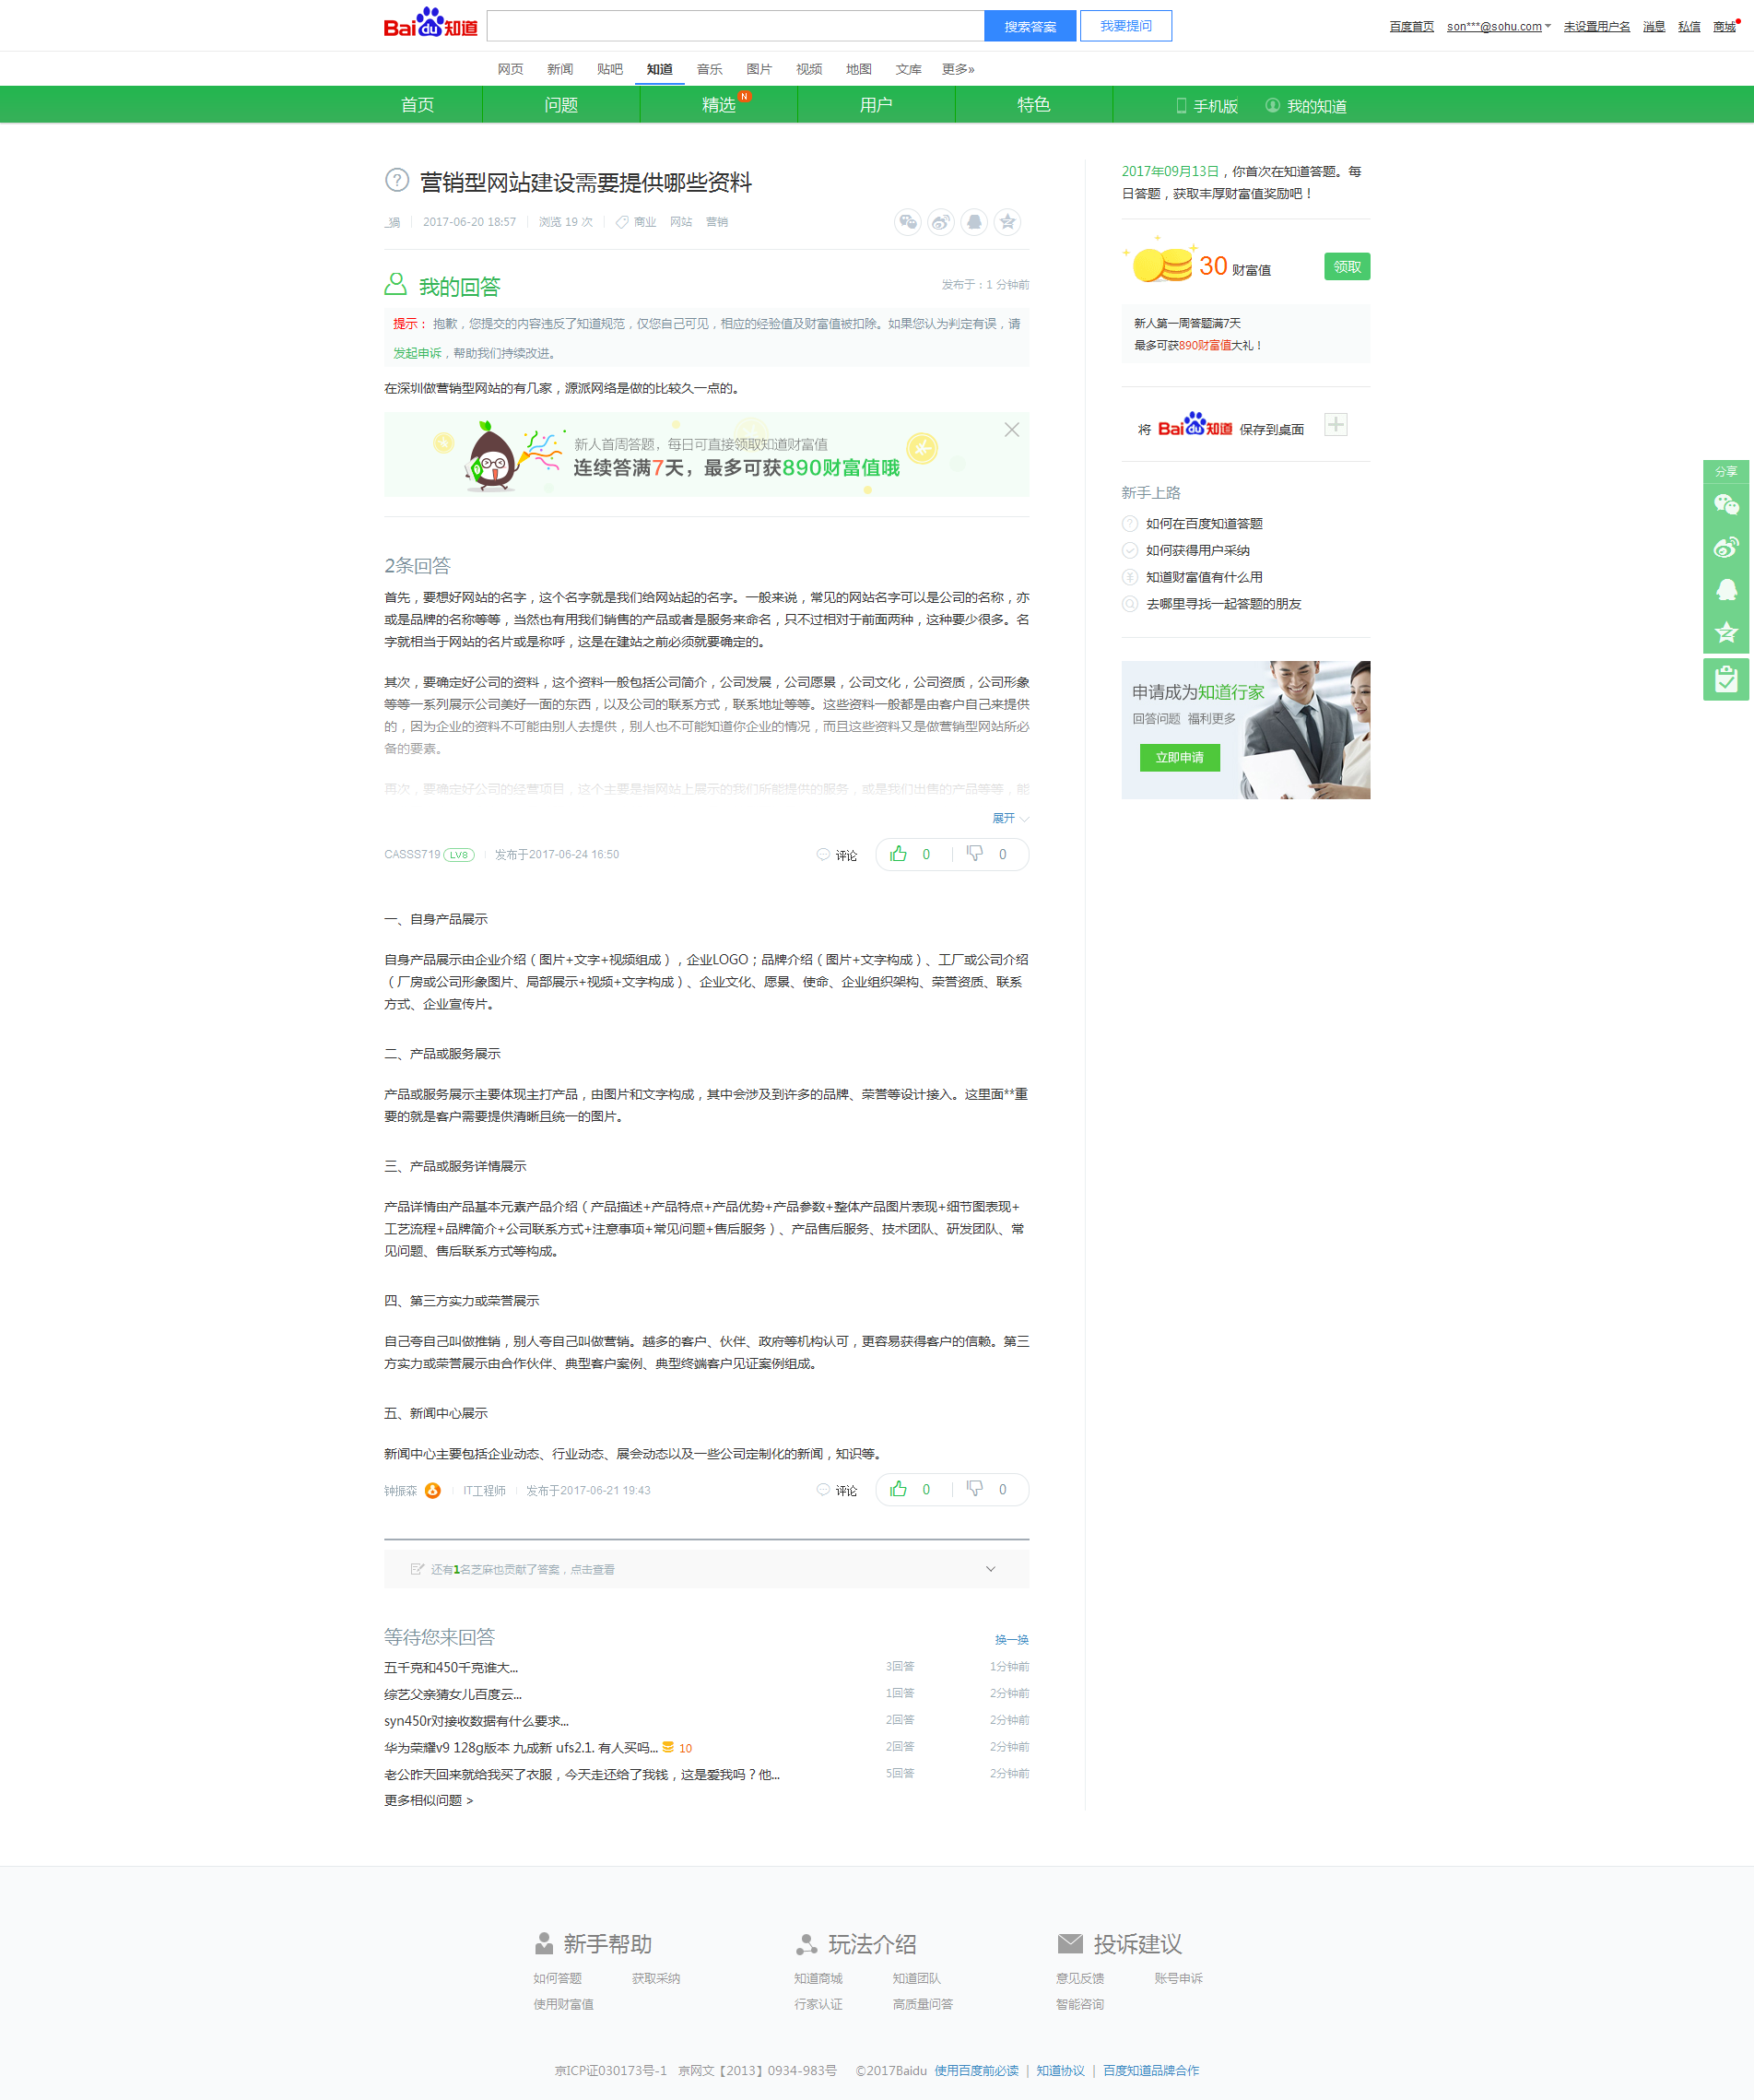 Baidu知道 搜索答案 我要提问 百度首页 son***@sohu.com 未设置用户名 消息 私信 商城
网页 新闻 贴吧 知道 音乐 图片 视频 地图 文库 更多»
首页 问题 精选 N 用户 特色 手机版 我的知道
营销型网站建设需要提供哪些资料
2017-06-20 18:57 浏览 19 次 商业 网站 营销
我的回答 发布于：1 分钟前
提示： 抱歉，您提交的内容违反了知道规范，仅您自己可见，相应的经验值及财富值被扣除。如果您认为判定有误，请
发起申诉，帮助我们持续改进。
在深圳做营销型网站的有几家，源派网络是做的比较久一点的。
新人首周答题，每日可直接领取知道财富值
连续答满7天，最多可获890财富值哦
2条回答
首先，要想好网站的名字，这个名字就是我们给网站起的名字。一般来说，常见的网站名字可以是公司的名称，亦
或是品牌的名称等等，当然也有用我们销售的产品或者是服务来命名，只不过相对于前面两种，这种要少很多。名
字就相当于网站的名片或是称呼，这是在建站之前必须就要确定的。
其次，要确定好公司的资料，这个资料一般包括公司简介，公司发展，公司愿景，公司文化，公司资质，公司形象
等等一系列展示公司美好一面的东西，以及公司的联系方式，联系地址等等。这些资料一般都是由客户自己来提供
的，因为企业的资料不可能由别人去提供，别人也不可能知道你企业的情况，而且这些资料又是做营销型网站所必
备的要素。
再次，要确定好公司的经营项目，这个主要是指网站上展示的我们所能提供的服务，或是我们出售的产品等等，能
展开
CASSS719 LV8 发布于2017-06-24 16:50 评论 0 0
一、自身产品展示
自身产品展示由企业介绍（图片+文字+视频组成），企业LOGO；品牌介绍（图片+文字构成）、工厂或公司介绍
（厂房或公司形象图片、局部展示+视频+文字构成）、企业文化、愿景、使命、企业组织架构、荣誉资质、联系
方式、企业宣传片。
二、产品或服务展示
产品或服务展示主要体现主打产品，由图片和文字构成，其中会涉及到许多的品牌、荣誉等设计接入。这里面**重
要的就是客户需要提供清晰且统一的图片。
三、产品或服务详情展示
产品详情由产品基本元素产品介绍（产品描述+产品特点+产品优势+产品参数+整体产品图片表现+细节图表现+
工艺流程+品牌简介+公司联系方式+注意事项+常见问题+售后服务）、产品售后服务、技术团队、研发团队、常
见问题、售后联系方式等构成。
四、第三方实力或荣誉展示
自己夸自己叫做推销，别人夸自己叫做营销。越多的客户、伙伴、政府等机构认可，更容易获得客户的信赖。第三
方实力或荣誉展示由合作伙伴、典型客户案例、典型终端客户见证案例组成。
五、新闻中心展示
新闻中心主要包括企业动态、行业动态、展会动态以及一些公司定制化的新闻，知识等。
钟振森 IT工程师 发布于2017-06-21 19:43 评论 0 0
还有1名芝麻也贡献了答案，点击查看
等待您来回答 换一换
五千克和450千克谁大... 3回答 1分钟前
综艺父亲猜女儿百度云... 1回答 2分钟前
syn450r对接收数据有什么要求... 2回答 2分钟前
华为荣耀v9 128g版本 九成新 ufs2.1. 有人买吗... 10 2回答 2分钟前
老公昨天回来就给我买了衣服，今天走还给了我钱，这是爱我吗？他... 5回答 2分钟前
更多相似问题 >
2017年09月13日，你首次在知道答题。每
日答题，获取丰厚财富值奖励吧！
30 财富值 领取
新人第一周答题满7天
最多可获890财富值大礼！
将 Baidu知道 保存到桌面
新手上路
如何在百度知道答题
如何获得用户采纳
知道财富值有什么用
去哪里寻找一起答题的朋友
申请成为知道行家
回答问题 福利更多
立即申请
分享
新手帮助 玩法介绍 投诉建议
如何答题 获取采纳 知道商城 知道团队 意见反馈 账号申诉
使用财富值 行家认证 高质量问答 智能咨询
京ICP证030173号-1 京网文【2013】0934-983号 ©2017Baidu 使用百度前必读 | 知道协议 | 百度知道品牌合作